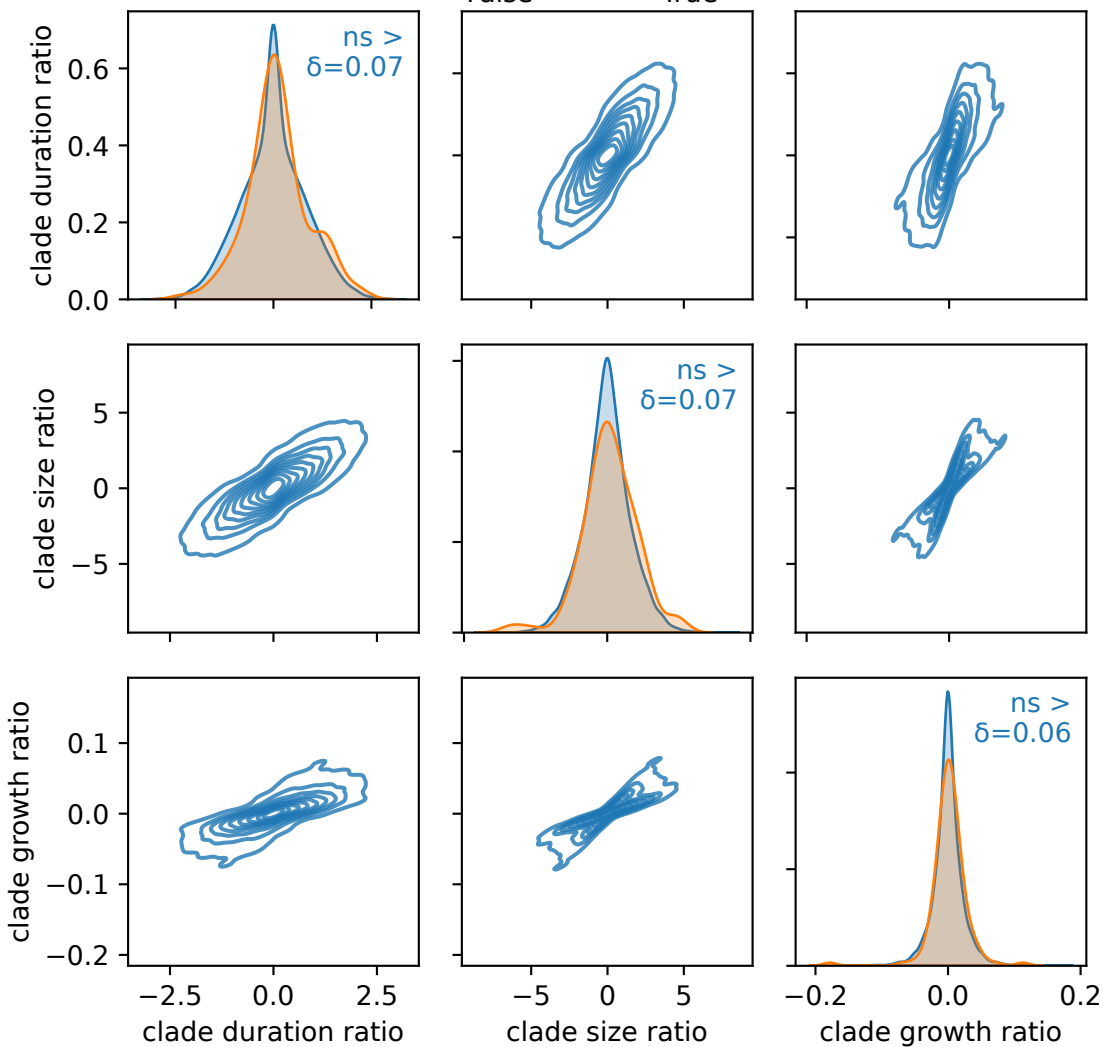 True
clade duration ratio
0.6
0.4
0.2
0.0
ns >
δ=0.07
clade size ratio
5
0
−5
ns >
δ=0.07
clade growth ratio
0.1
0.0
−0.1
−0.2
ns >
δ=0.06
−2.5 0.0 2.5
−5 0 5
−0.2 0.0 0.2
clade duration ratio
clade size ratio
clade growth ratio